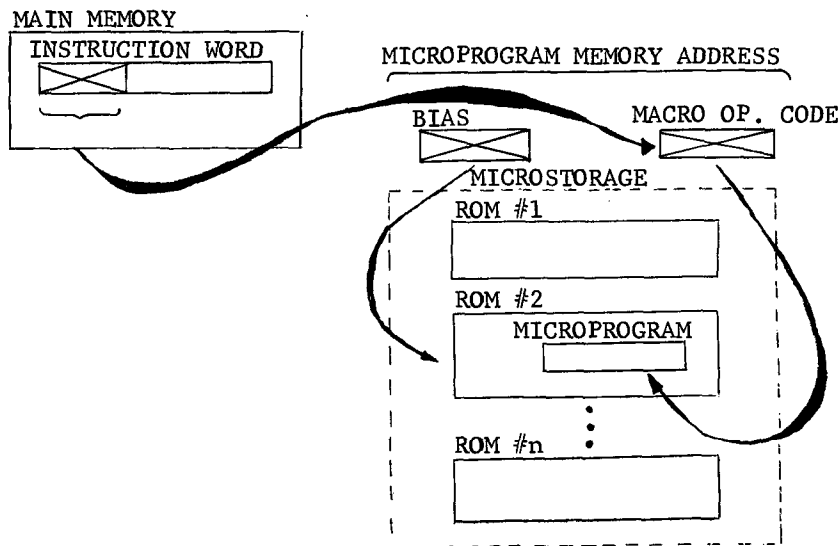 MAIN MEMORY
INSTRUCTION WORD
MICROPROGRAM MEMORY ADDRESS
BIAS
MACRO OP. CODE
MICROSTORAGE
ROM #1
ROM #2
MICROPROGRAM
ROM #n